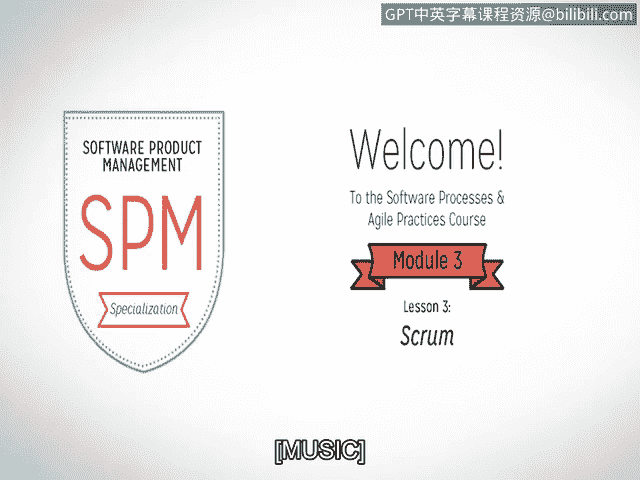 GPT中英字幕课程资源@bilibili.com
SOFTWARE PRODUCT
MANAGEMENT
SPM
Specialization
Welcome!
To the Software Processes &
Agile Practices Course
Module 3
Lesson 3:
Scrum
[MUSIC]